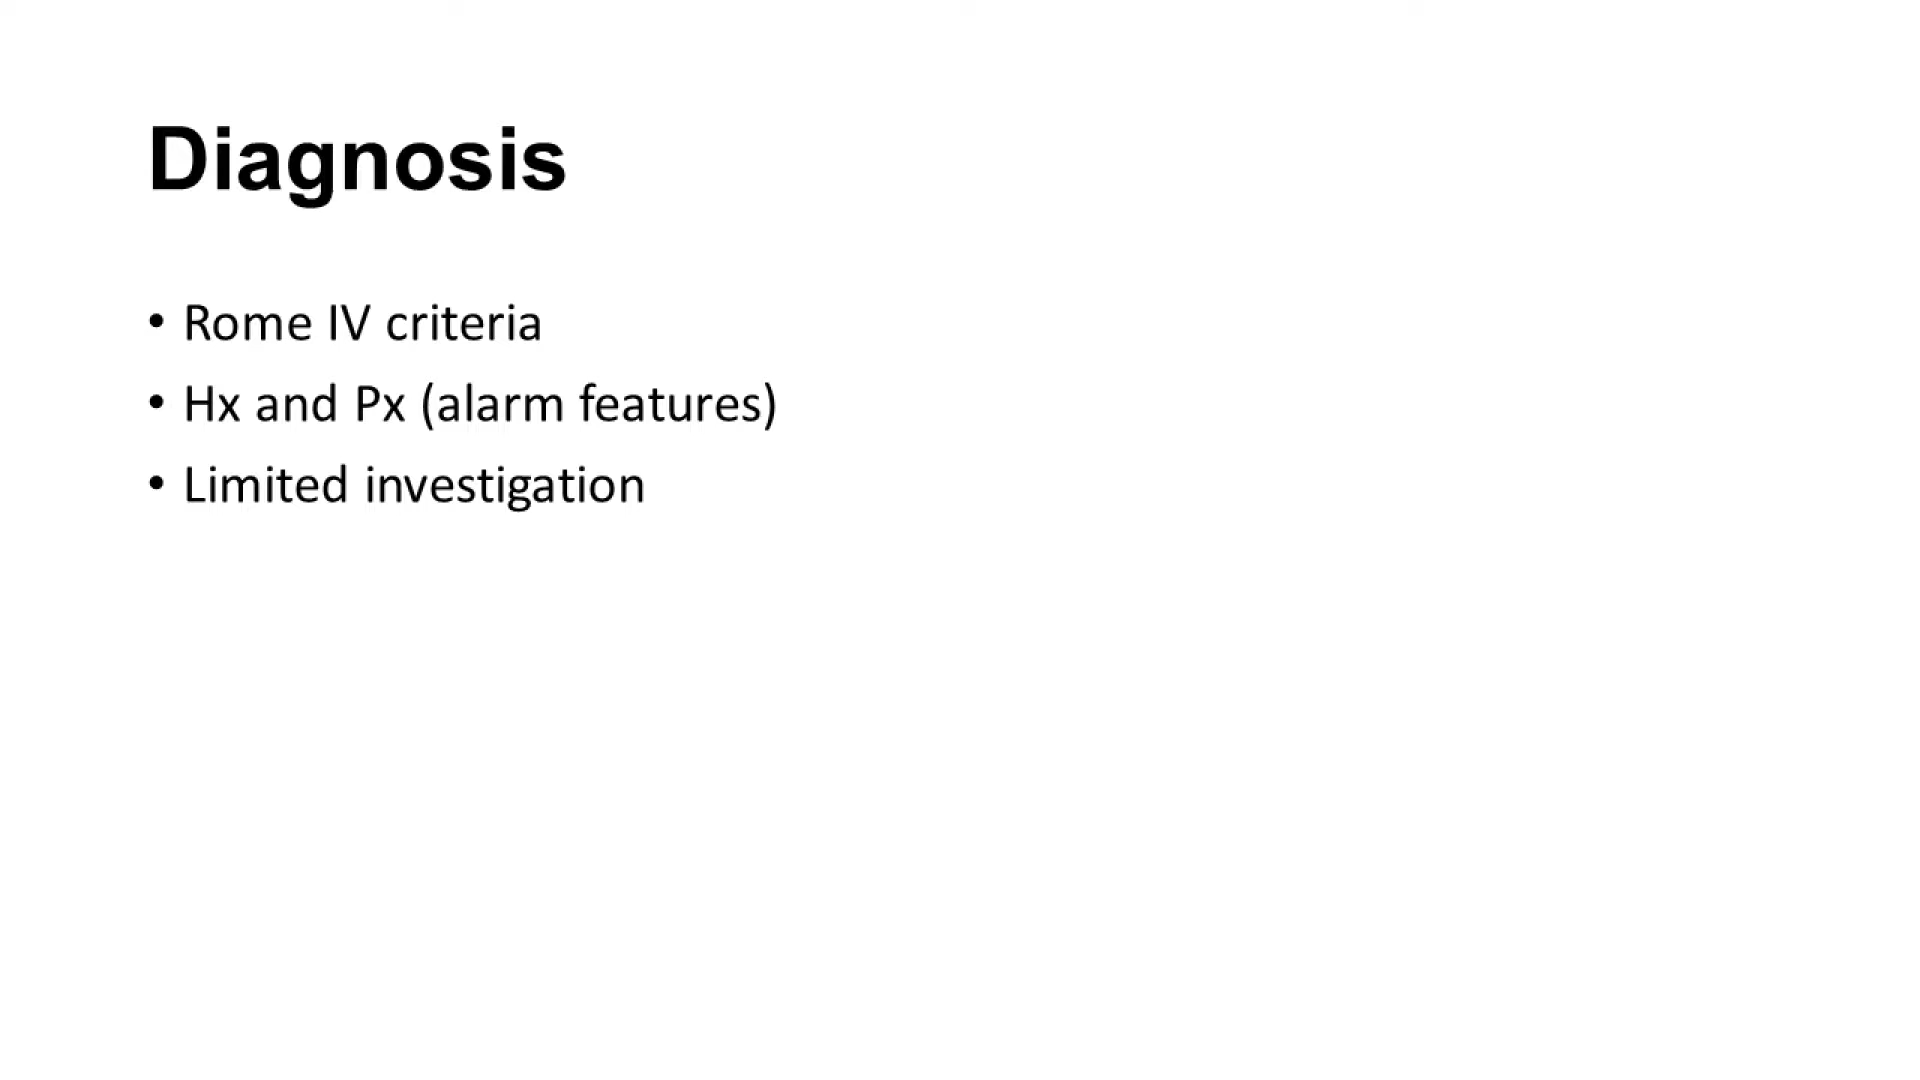 Diagnosis
• Rome IV criteria
• Hx and Px (alarm features)
• Limited investigation